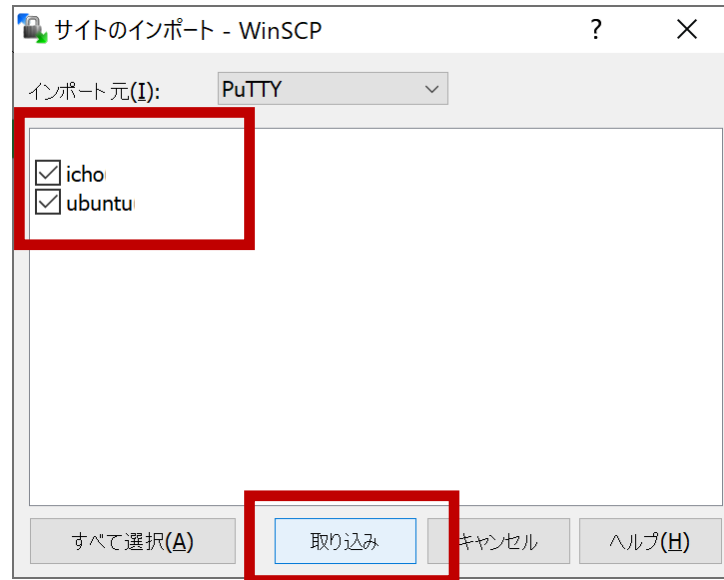 サイトのインポート - WinSCP ?
インポート元(I): PuTTY
icho
ubuntu
すべて選択(A) 取り込み キャンセル ヘルプ(H)